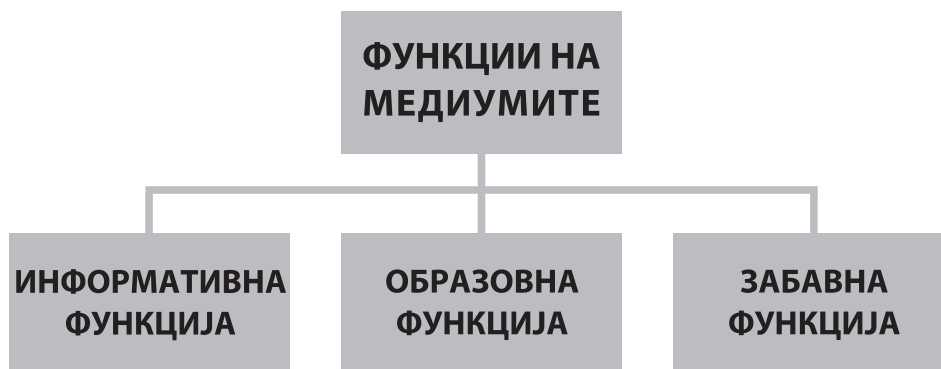 ФУНКЦИИ НА
МЕДИУМИТЕ
ИНФОРМАТИВНА
ФУНКЦИЈА
ОБРАЗОВНА
ФУНКЦИЈА
ЗАБАВНА
ФУНКЦИЈА